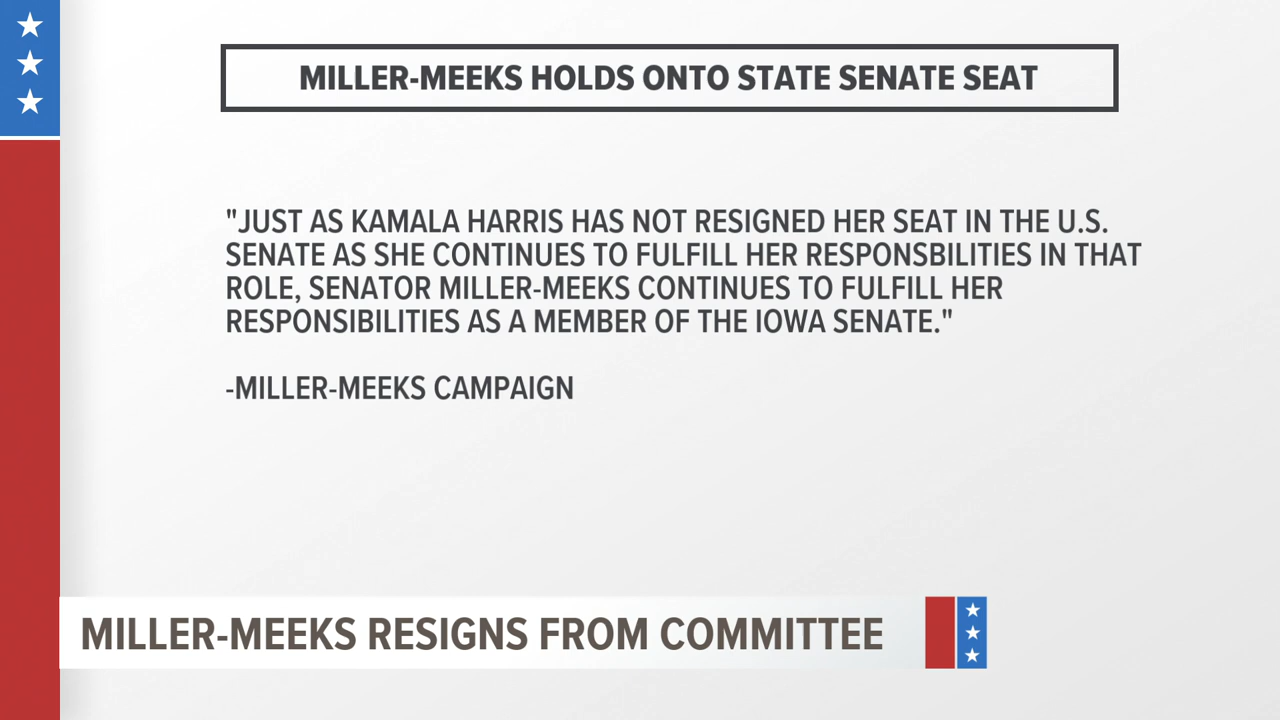 MILLER-MEEKS HOLDS ONTO STATE SENATE SEAT
"JUST AS KAMALA HARRIS HAS NOT RESIGNED HER SEAT IN THE U.S.
SENATE AS SHE CONTINUES TO FULFILL HER RESPONSBILITIES IN THAT
ROLE, SENATOR MILLER-MEEKS CONTINUES TO FULFILL HER
RESPONSIBILITIES AS A MEMBER OF THE IOWA SENATE."
-MILLER-MEEKS CAMPAIGN
MILLER-MEEKS RESIGNS FROM COMMITTEE